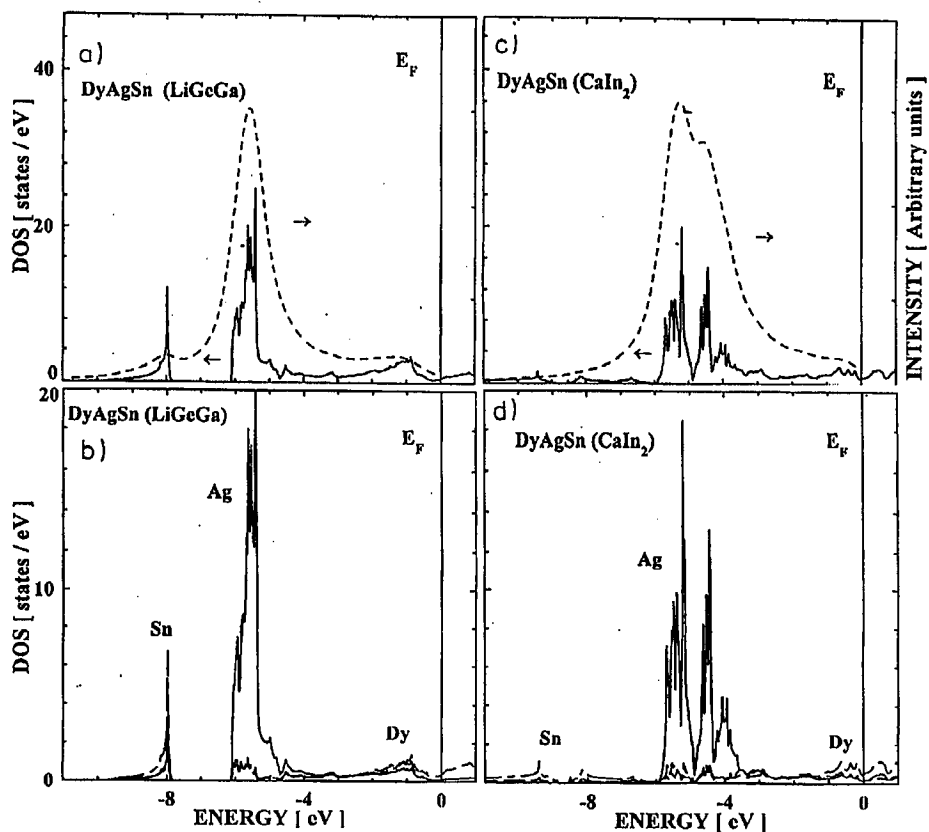 a)
DyAgSn (LiGeGa)
E_F
40
20
0
DOS [ states / eV ]
c)
DyAgSn (CaIn₂)
E_F
INTENSITY [ Arbitrary units ]
20
DyAgSn (LiGeGa)
b)
E_F
Ag
Sn
Dy
10
0
DOS [ states / eV ]
-8
-4
0
ENERGY [ eV ]
d)
DyAgSn (CaIn₂)
E_F
Ag
Sn
Dy
-8
-4
0
ENERGY [ eV ]